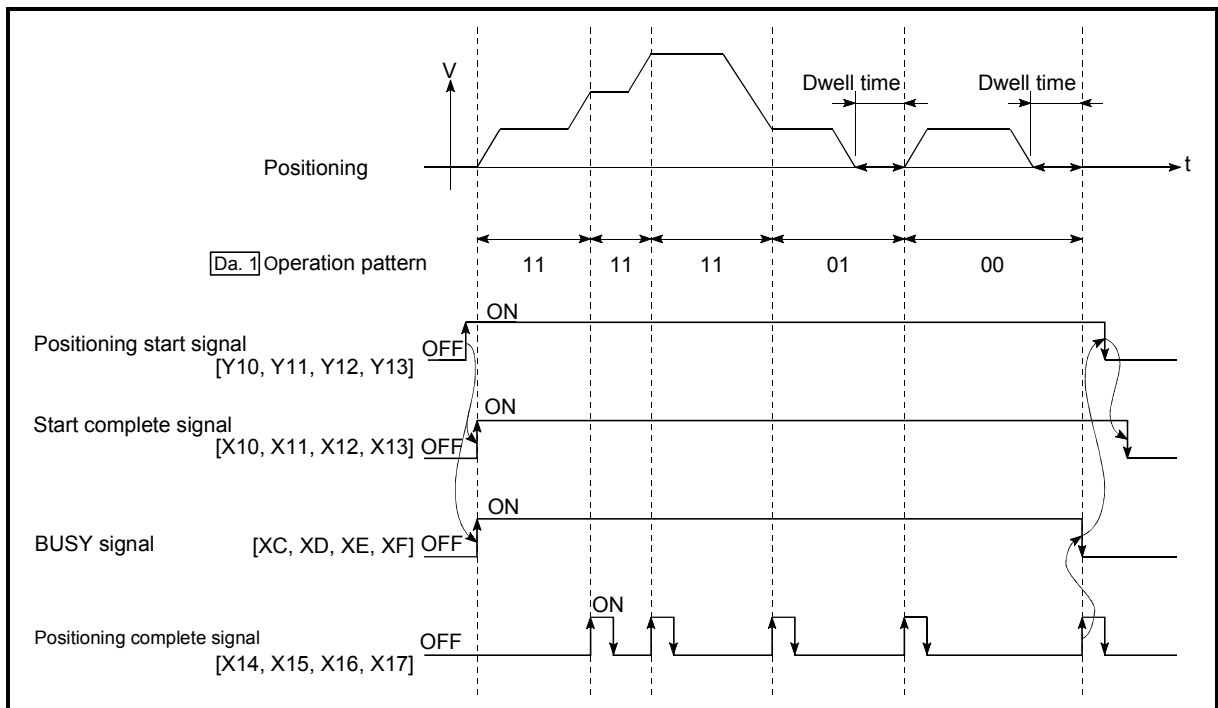 V
Dwell time
Dwell time
Positioning
t
Da. 1 Operation pattern
11
11
11
01
00
ON
Positioning start signal
[Y10, Y11, Y12, Y13]
OFF
ON
Start complete signal
[X10, X11, X12, X13]
OFF
ON
BUSY signal
[XC, XD, XE, XF]
OFF
ON
Positioning complete signal
[X14, X15, X16, X17]
OFF